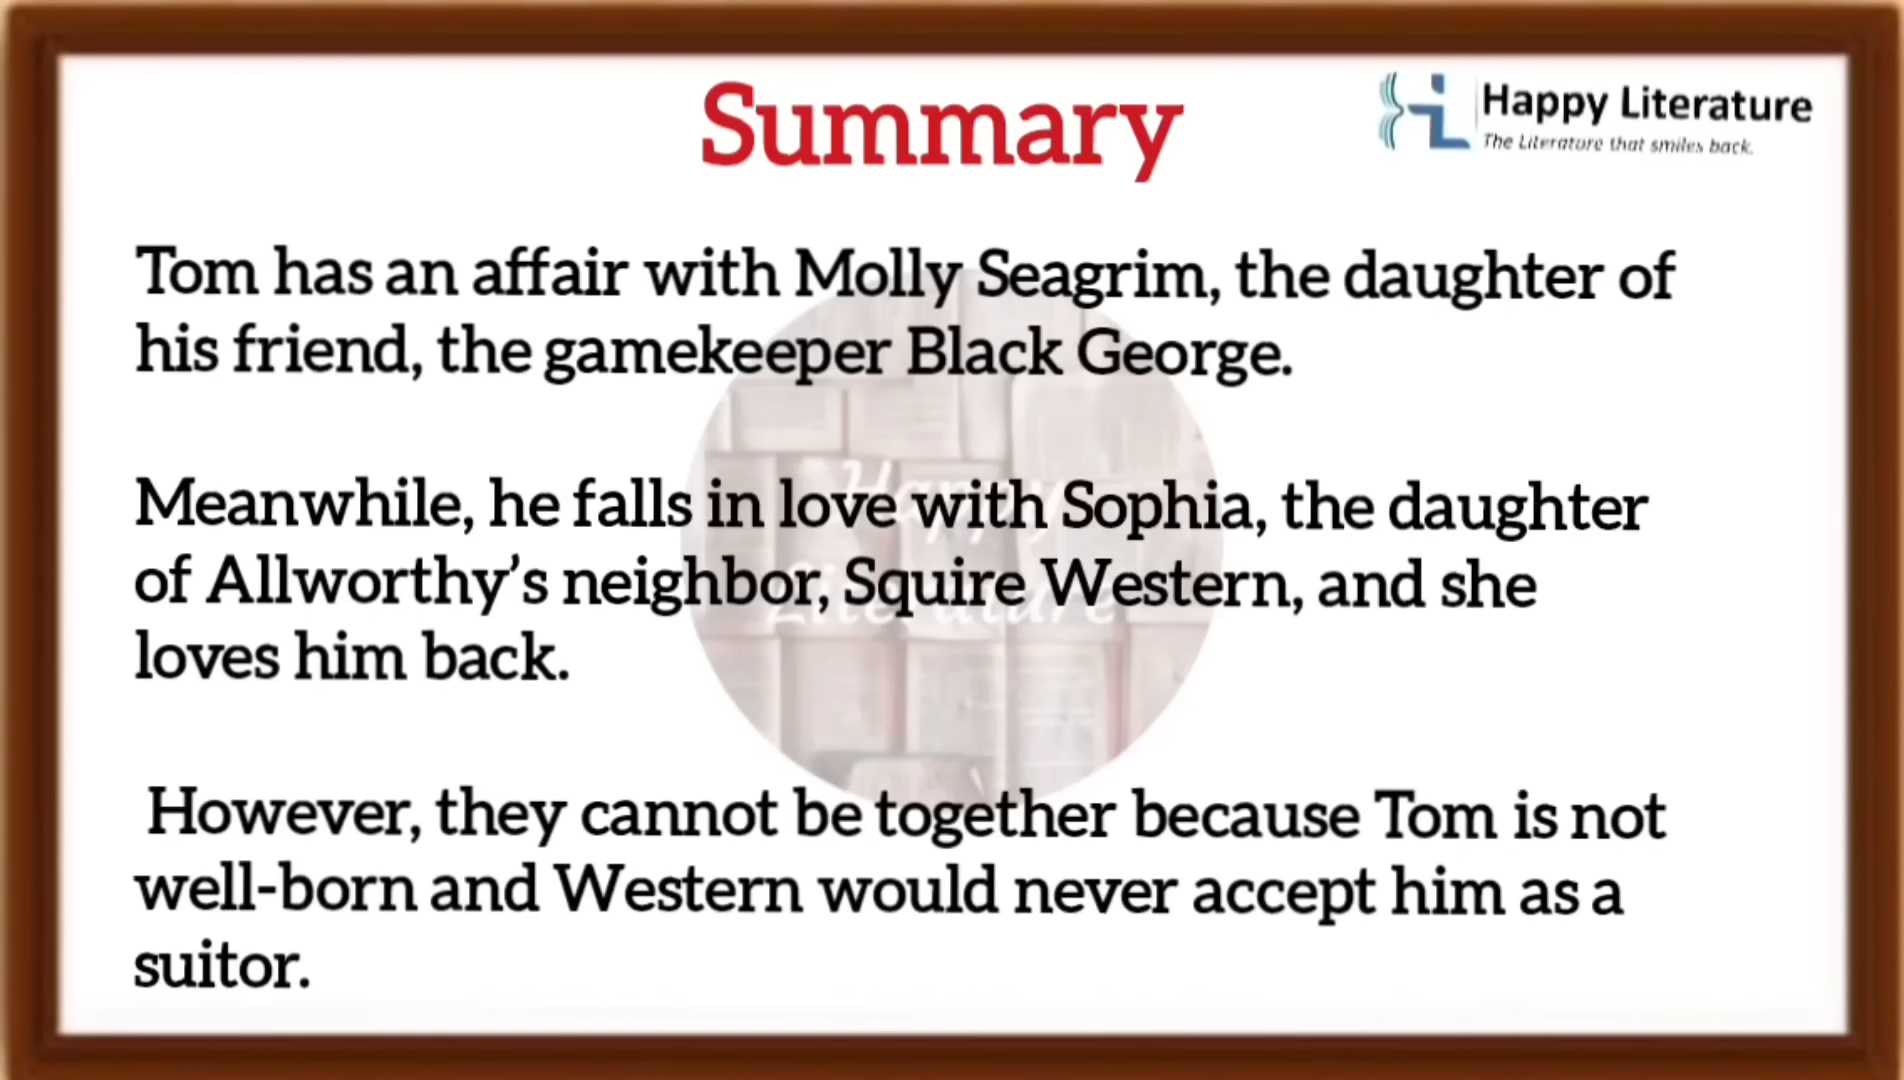 Summary
Happy Literature
The Literature that smiles back.
Tom has an affair with Molly Seagrim, the daughter of
his friend, the gamekeeper Black George.
Meanwhile, he falls in love with Sophia, the daughter
of Allworthy’s neighbor, Squire Western, and she
loves him back.
However, they cannot be together because Tom is not
well-born and Western would never accept him as a
suitor.
Happy
Literature